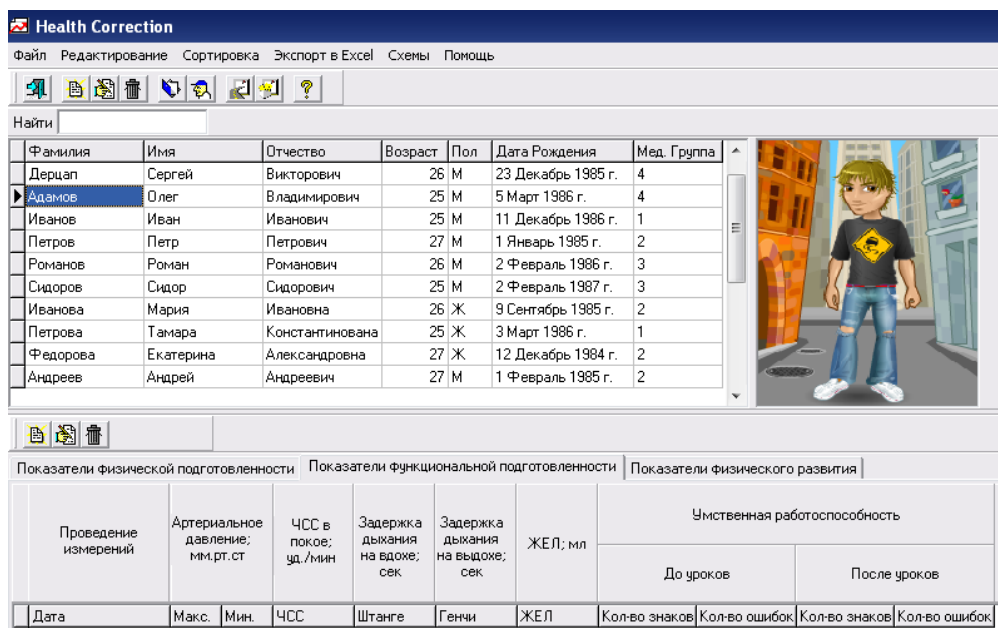 Health Correction
Файл Редактирование Сортировка Экспорт в Excel Схемы Помощь
Найти
Фамилия Имя Отчество Возраст Пол Дата Рождения Мед. Группа
Дерцап Сергей Викторович 26 М 23 Декабрь 1985 г. 4
Адамов Олег Владимирович 25 М 5 Март 1986 г. 4
Иванов Иван Иванович 25 М 11 Декабрь 1986 г. 1
Петров Петр Петрович 27 М 1 Январь 1985 г. 2
Романов Роман Романович 26 М 2 Февраль 1986 г. 3
Сидоров Сидор Сидорович 25 М 2 Февраль 1987 г. 3
Иванова Мария Ивановна 26 Ж 9 Сентябрь 1985 г. 2
Петрова Тамара Константинована 25 Ж 3 Март 1986 г. 1
Федорова Екатерина Александровна 27 Ж 12 Декабрь 1984 г. 2
Андреев Андрей Андреевич 27 М 1 Февраль 1985 г. 2
Показатели физической подготовленности Показатели функциональной подготовленности Показатели физического развития
Проведение измерений
Артериальное давление; мм.рт.ст
ЧСС в покое; уд./мин
Задержка дыхания на вдохе; сек
Задержка дыхания на выдохе; сек
ЖЕЛ; мл
Умственная работоспособность
До уроков После уроков
Дата Макс. Мин. ЧСС Штанге Генчи ЖЕЛ Кол-во знаков Кол-во ошибок Кол-во знаков Кол-во ошибок